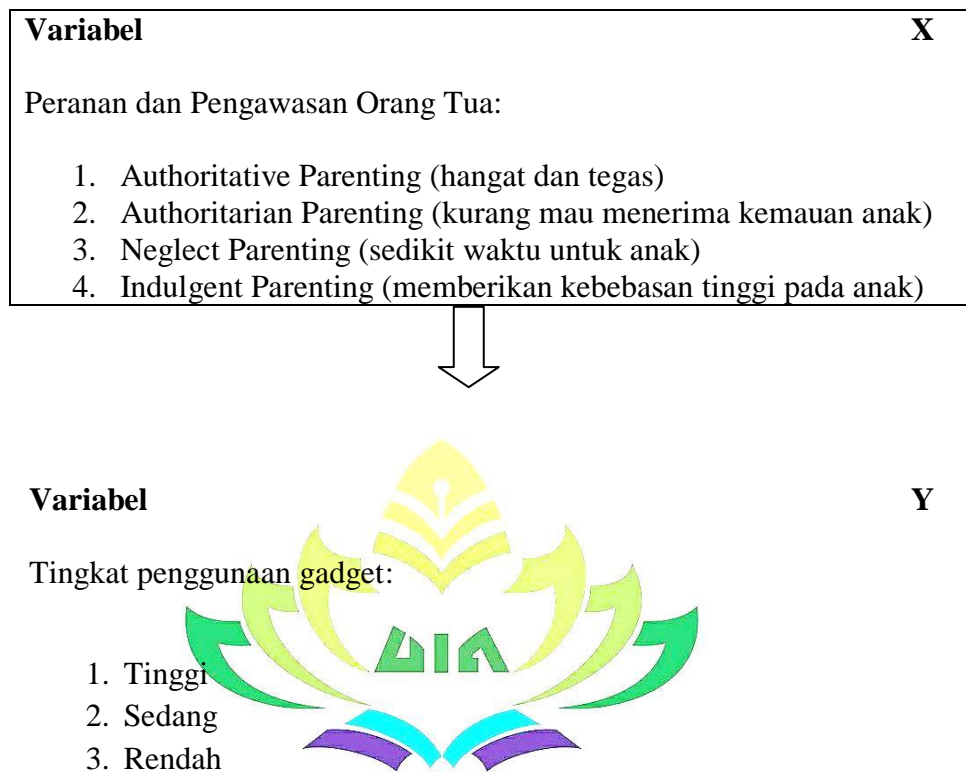 Variabel X
Peranan dan Pengawasan Orang Tua:
1. Authoritative Parenting (hangat dan tegas)
2. Authoritarian Parenting (kurang mau menerima kemauan anak)
3. Neglect Parenting (sedikit waktu untuk anak)
4. Indulgent Parenting (memberikan kebebasan tinggi pada anak)
Variabel Y
Tingkat penggunaan gadget:
UIN
1. Tinggi
2. Sedang
3. Rendah